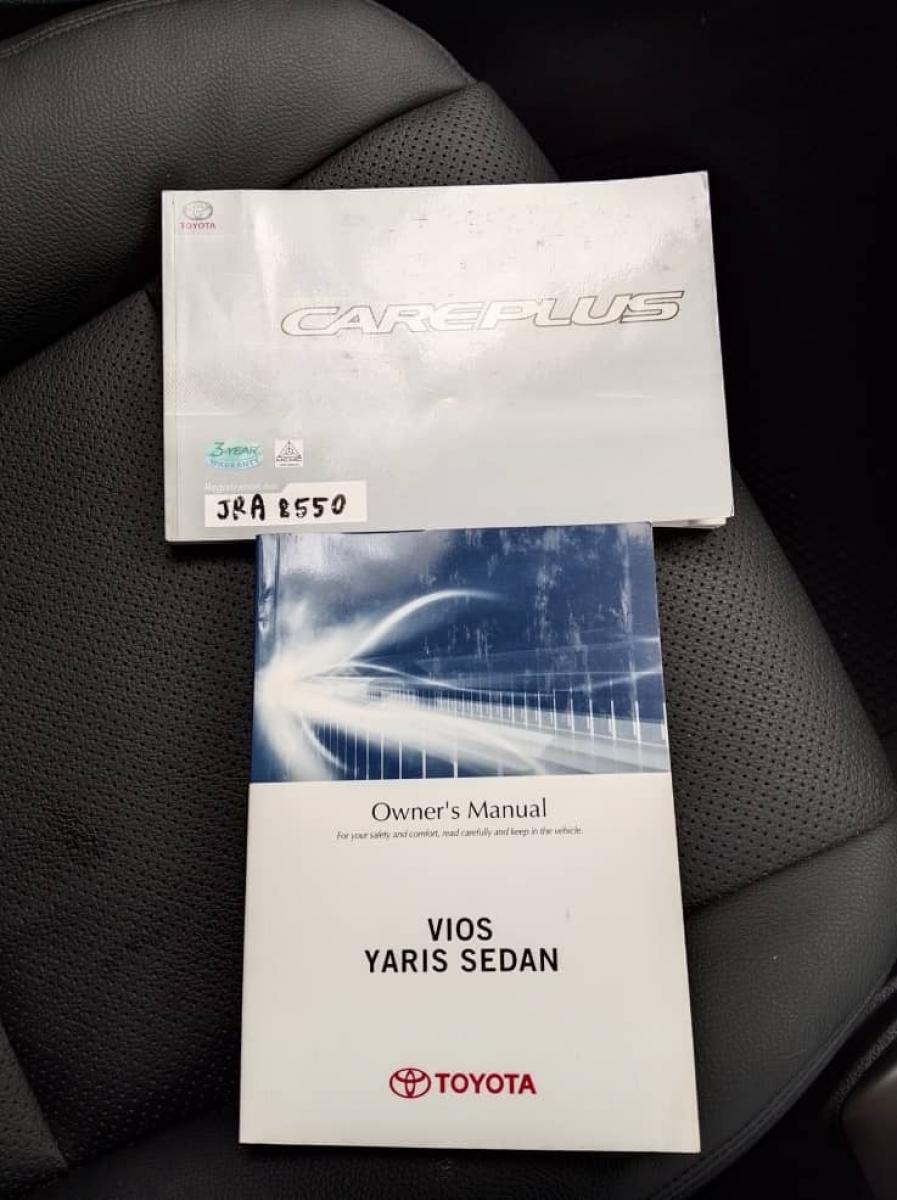 TOYOTA
CAREPLUS
3-YEAR
WARRANTY
Registration No.
JRA 8550
Owner's Manual
For your safety and comfort, read carefully and keep in the vehicle.
VIOS
YARIS SEDAN
TOYOTA